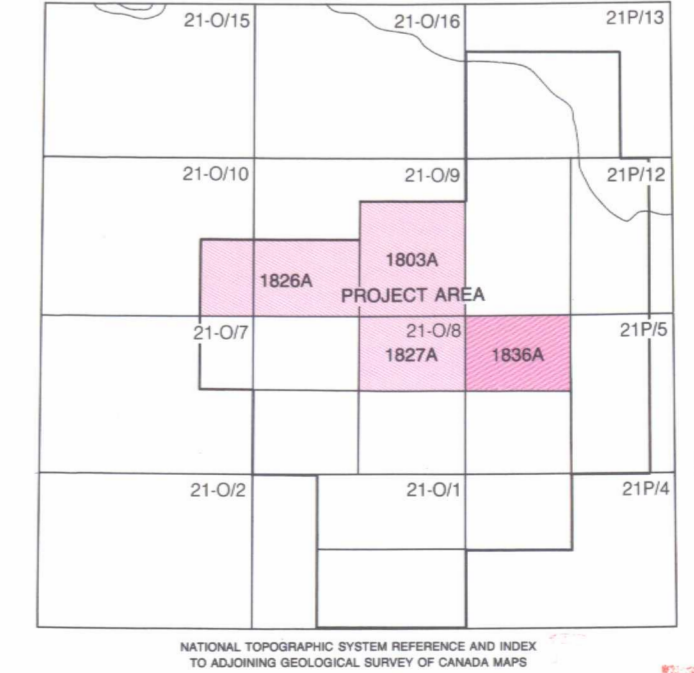 21-O/15
21-O/16
21P/13
21-O/10
21-O/9
21P/12
1803A
1826A
PROJECT AREA
21-O/7
21-O/8
21P/5
1827A
1836A
21-O/2
21-O/1
21P/4
NATIONAL TOPOGRAPHIC SYSTEM REFERENCE AND INDEX
TO ADJOINING GEOLOGICAL SURVEY OF CANADA MAPS